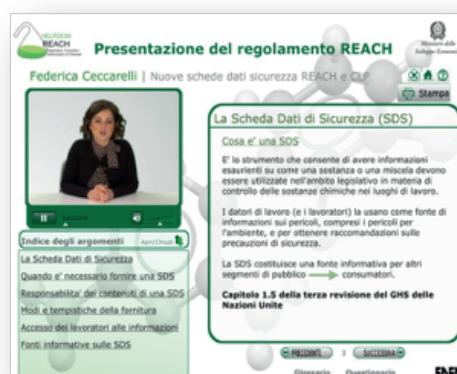 HELPDESK
REACH
Presentazione del regolamento REACH
Ministero dello
Sviluppo Economico
Federica Ceccarelli | Nuove schede dati sicurezza REACH e CLP
Stampa
La Scheda Dati di Sicurezza (SDS)
Cosa e' una SDS
E' lo strumento che consente di avere informazioni
esaurienti su come una sostanza o una miscela devono
essere utilizzate nell'ambito legislativo in materia di
controllo delle sostanze chimiche nei luoghi di lavoro.
I datori di lavoro (e i lavoratori) la usano come fonte di
informazioni sui pericoli, compresi i pericoli per
l'ambiente, e per ottenere raccomandazioni sulle
precauzioni di sicurezza.
La SDS costituisce una fonte informativa per altri
segmenti di pubblico → consumatori.
Capitolo 1.5 della terza revisione del GHS delle
Nazioni Unite
Indice degli argomenti Apri/Chiudi
La Scheda Dati di Sicurezza
Quando e' necessario fornire una SDS
Responsabilita' dei contenuti di una SDS
Modi e tempistiche della fornitura
Accesso dei lavoratori alle informazioni
Fonti informative sulle SDS
PRECEDENTE 3 SUCCESSIVA
Glossario Questionario